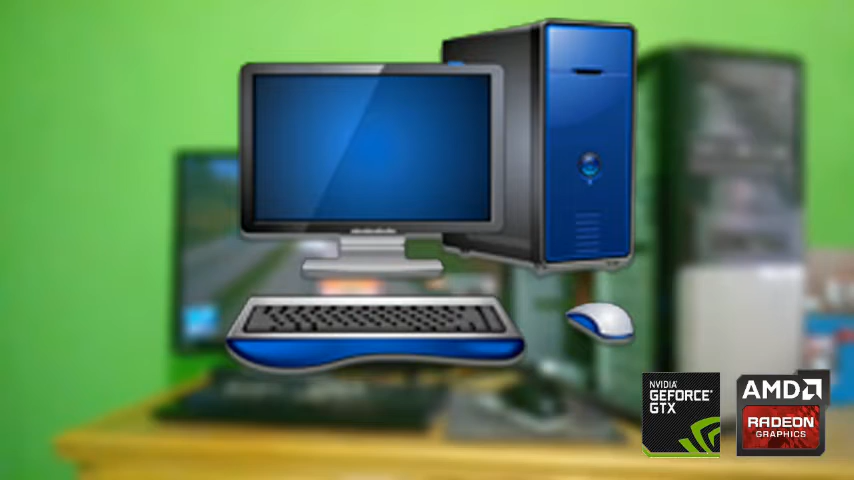 NVIDIA
GEFORCE
GTX
AMD
RADEON
GRAPHICS